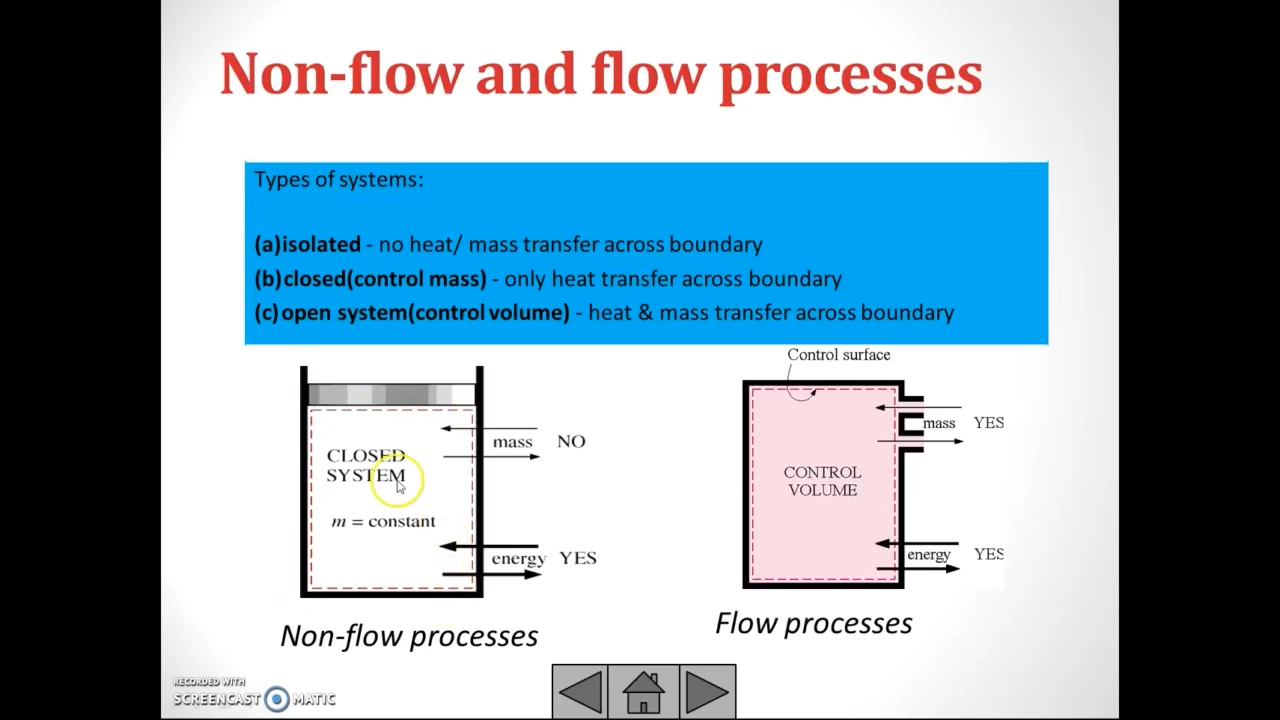 Non-flow and flow processes
Types of systems:
(a)isolated - no heat/ mass transfer across boundary
(b)closed(control mass) - only heat transfer across boundary
(c)open system(control volume) - heat & mass transfer across boundary
Control surface
CLOSED
SYSTEM
m = constant
mass NO
energy YES
CONTROL
VOLUME
mass YES
energy YES
Non-flow processes
Flow processes
RECORDED WITH
SCREENCAST MATIC